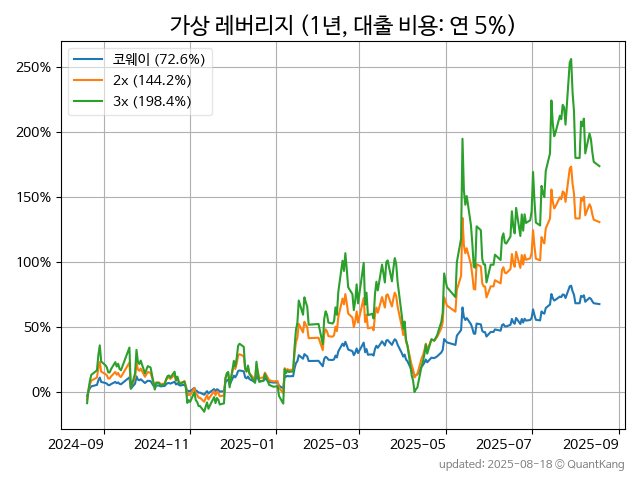 가상 레버리지 (1년, 대출 비용: 연 5%)
코웨이 (72.6%)
2x (144.2%)
3x (198.4%)
250%
200%
150%
100%
50%
0%
2024-09 2024-11 2025-01 2025-03 2025-05 2025-07 2025-09
updated: 2025-08-18 © QuantKang